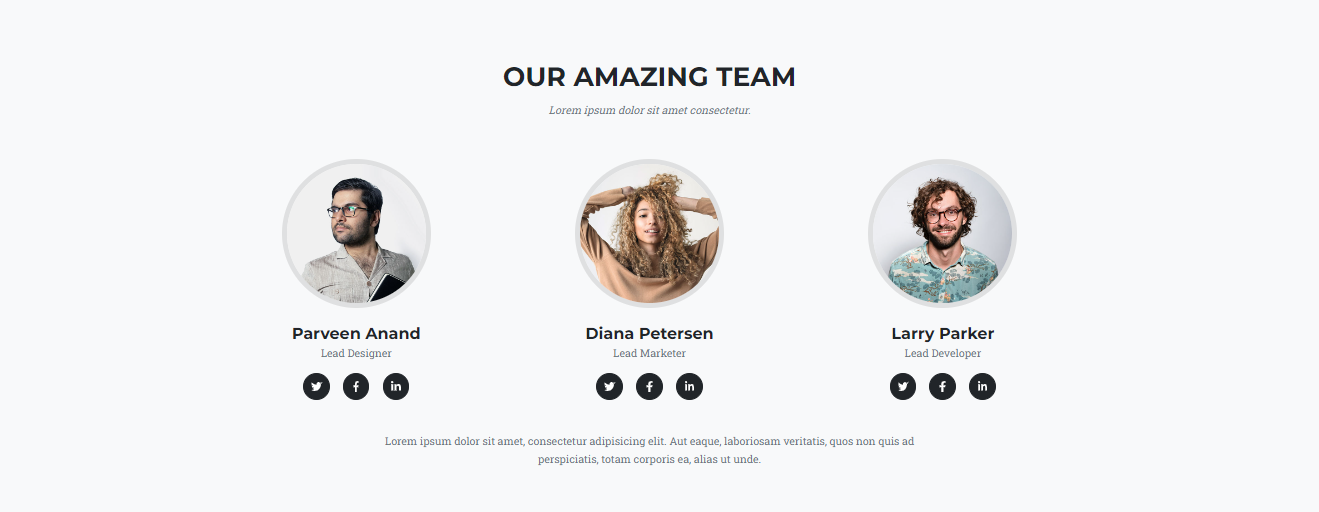 OUR AMAZING TEAM
Lorem ipsum dolor sit amet consectetur.
Parveen Anand
Lead Designer
Diana Petersen
Lead Marketer
Larry Parker
Lead Developer
Lorem ipsum dolor sit amet, consectetur adipisicing elit. Aut eaque, laboriosam veritatis, quos non quis ad
perspiciatis, totam corporis ea, alias ut unde.